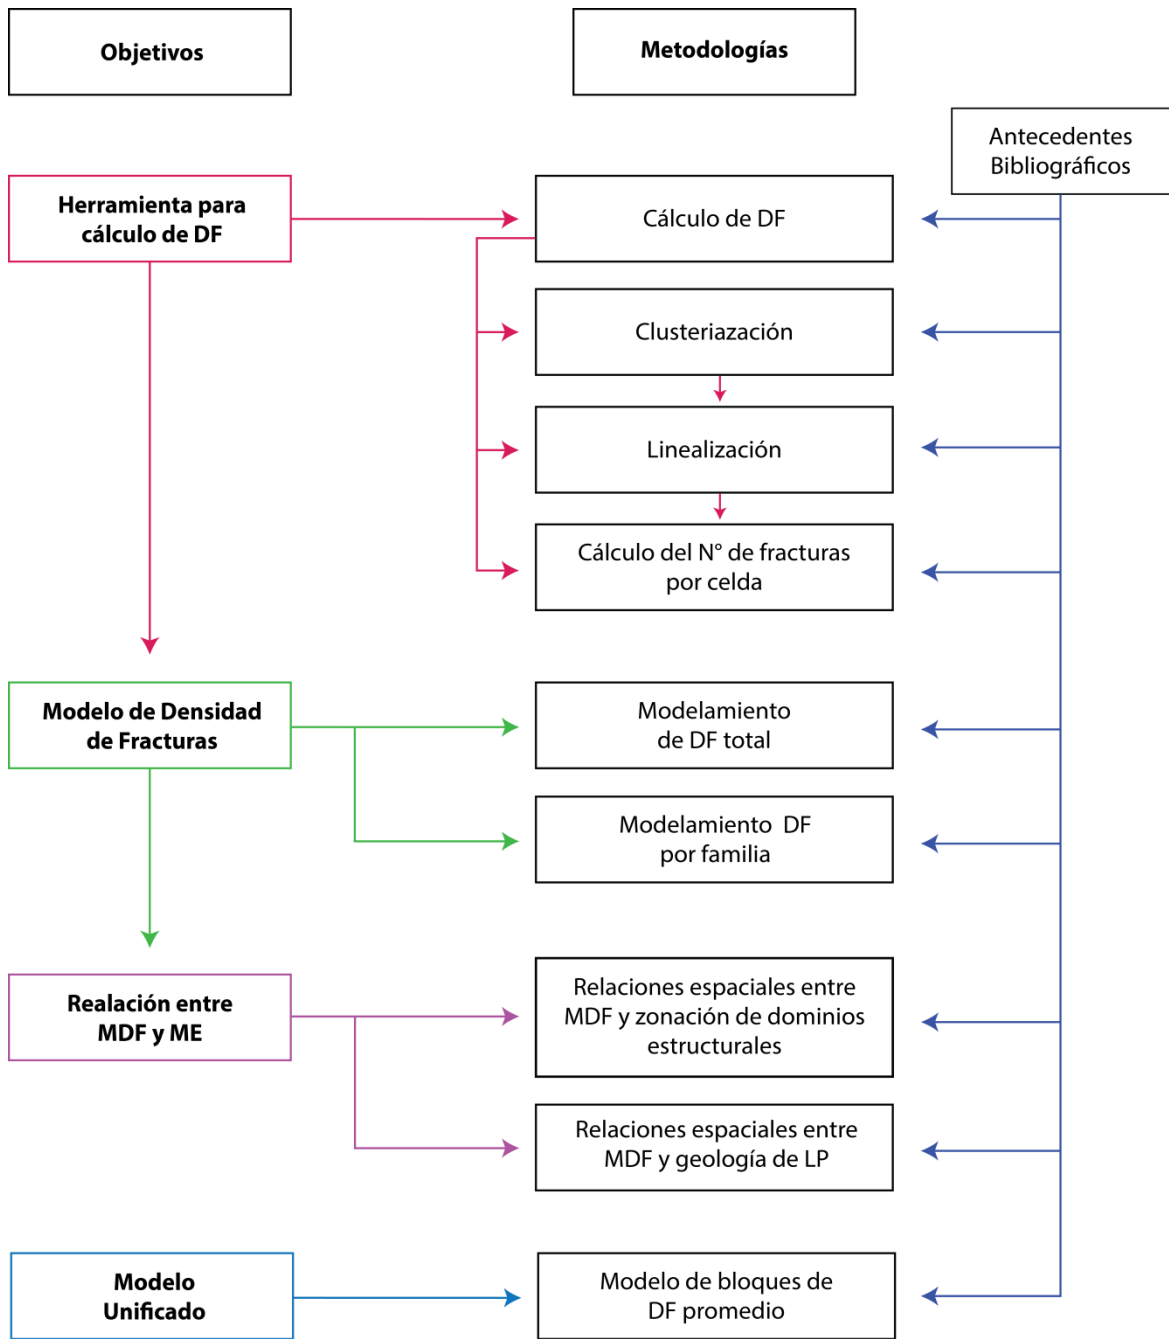 Objetivos
Metodologías
Antecedentes
Bibliográficos
Herramienta para
cálculo de DF
Cálculo de DF
Clusteriazación
Linealización
Cálculo del N° de fracturas
por celda
Modelo de Densidad
de Fracturas
Modelamiento
de DF total
Modelamiento DF
por familia
Realación entre
MDF y ME
Relaciones espaciales entre
MDF y zonación de dominios
estructurales
Relaciones espaciales entre
MDF y geología de LP
Modelo
Unificado
Modelo de bloques de
DF promedio